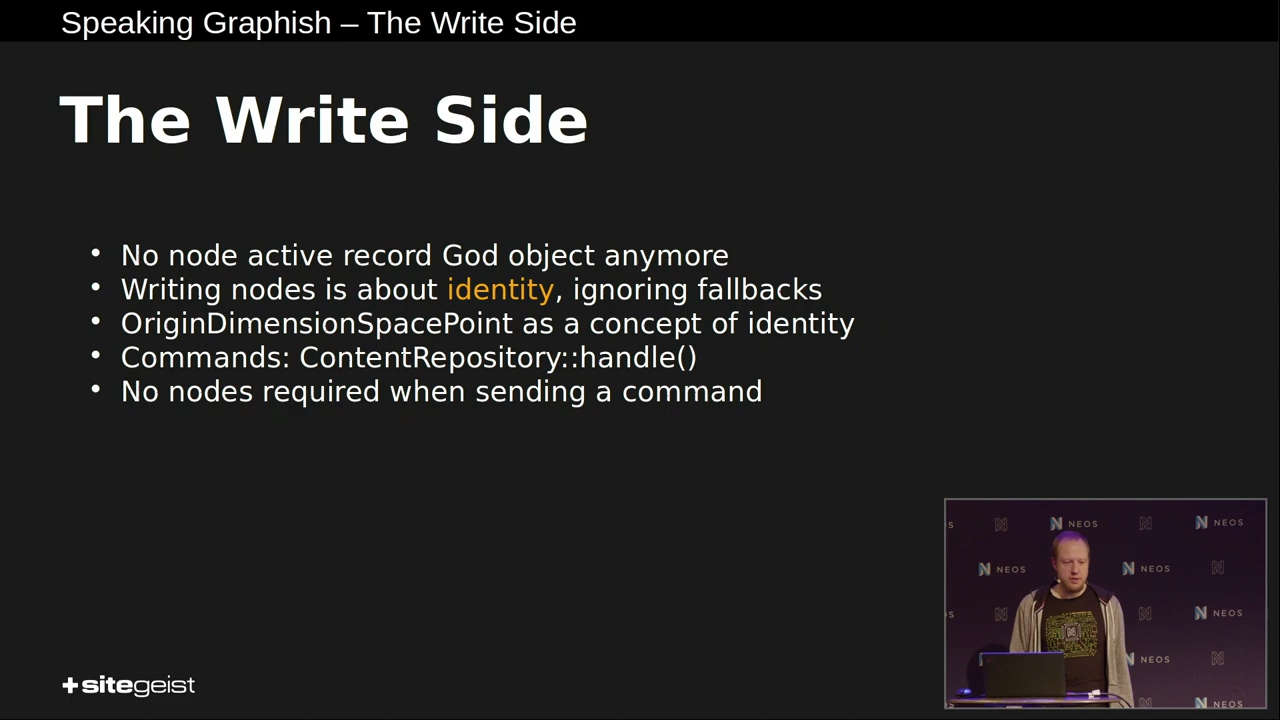 Speaking Graphish – The Write Side
The Write Side
• No node active record God object anymore
• Writing nodes is about identity, ignoring fallbacks
• OriginDimensionSpacePoint as a concept of identity
• Commands: ContentRepository::handle()
• No nodes required when sending a command
NEOS NEOS
NEOS NEOS
NEOS
NEOS
NEOS
sitegeist